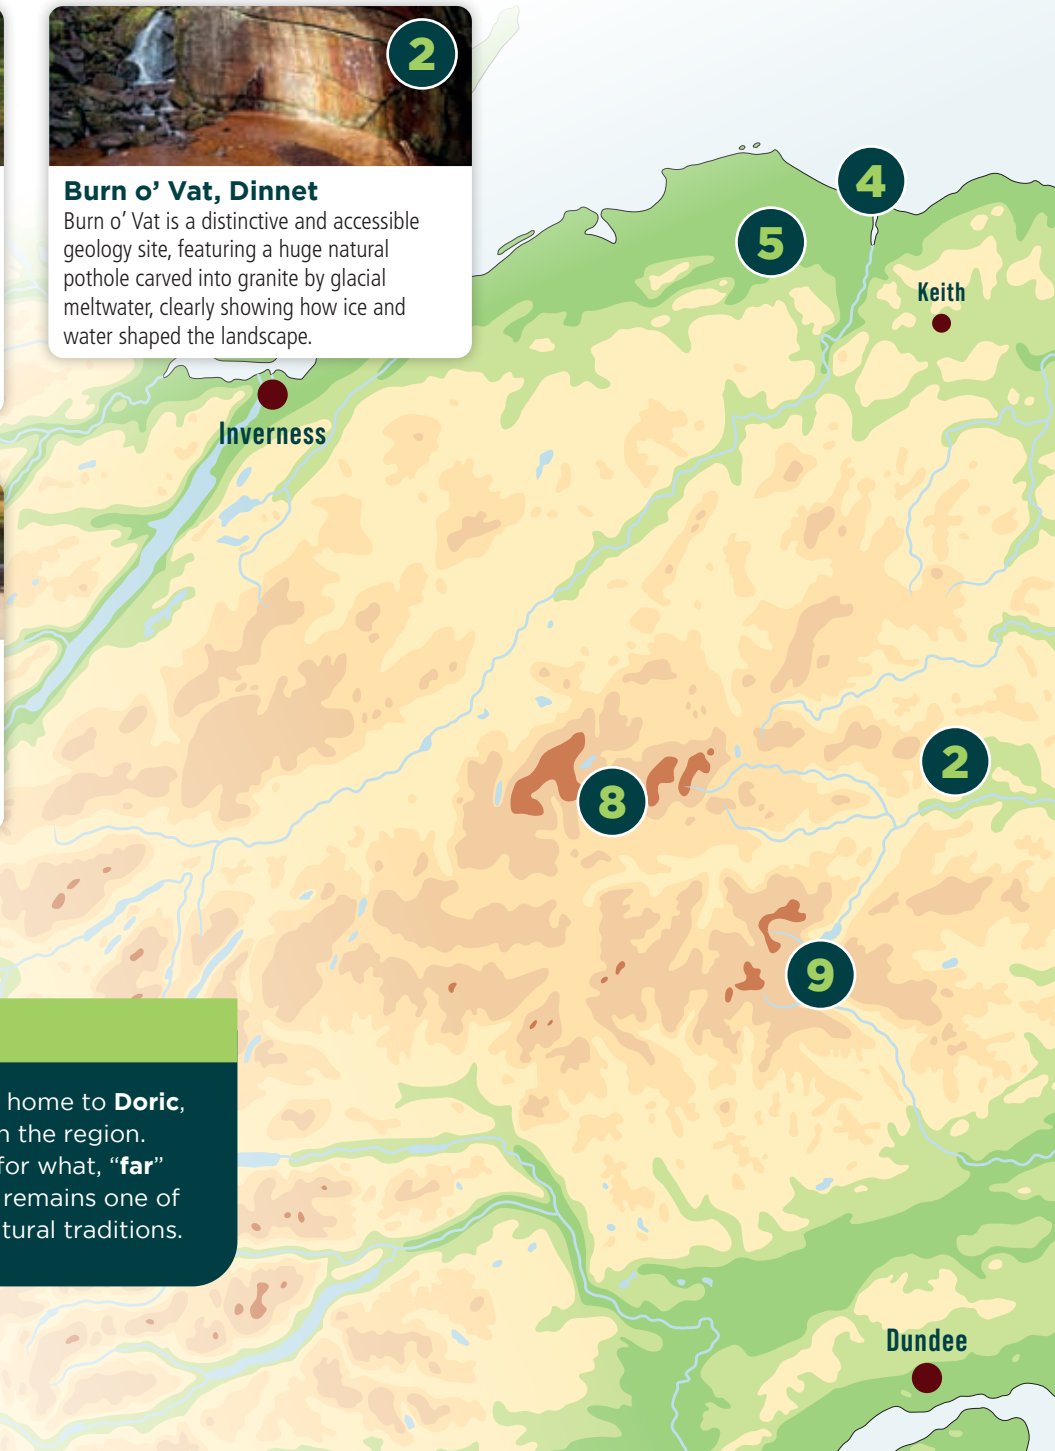 2
Burn o’ Vat, Dinnet
Burn o’ Vat is a distinctive and accessible
geology site, featuring a huge natural
pothole carved into granite by glacial
meltwater, clearly showing how ice and
water shaped the landscape.
4
5
Keith
Inverness
2
8
9
home to Doric,
the region.
for what, “far”
remains one of
traditions.
Dundee